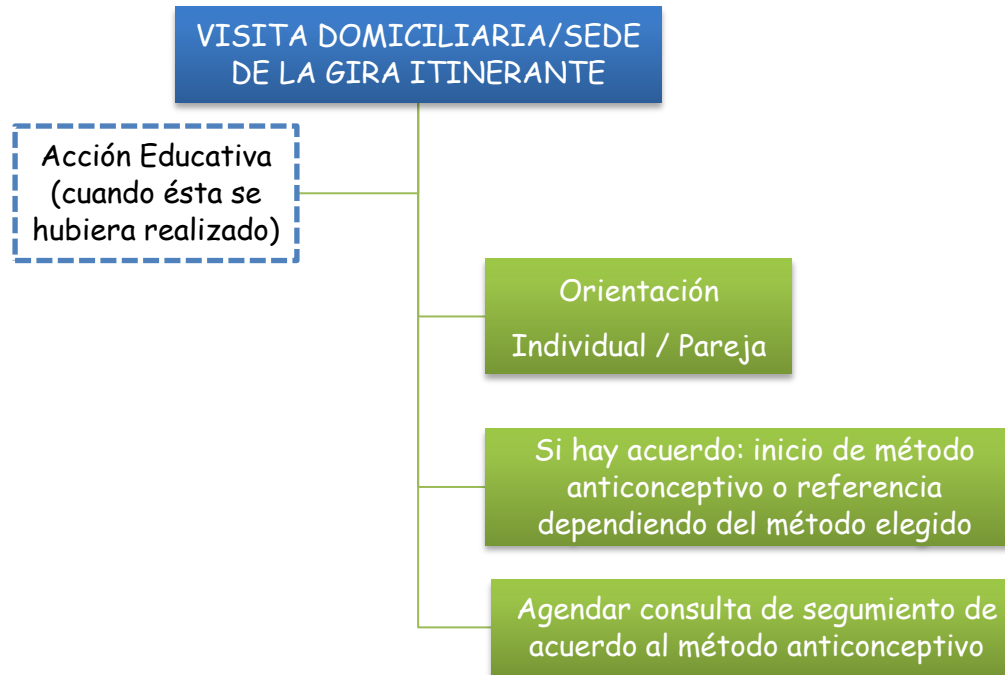 VISITA DOMICILIARIA/SEDE
DE LA GIRA ITINERANTE
Acción Educativa
(cuando ésta se
hubiera realizado)
Orientación
Individual / Pareja
Si hay acuerdo: inicio de método
anticonceptivo o referencia
dependiendo del método elegido
Agendar consulta de segumiento de
acuerdo al método anticonceptivo